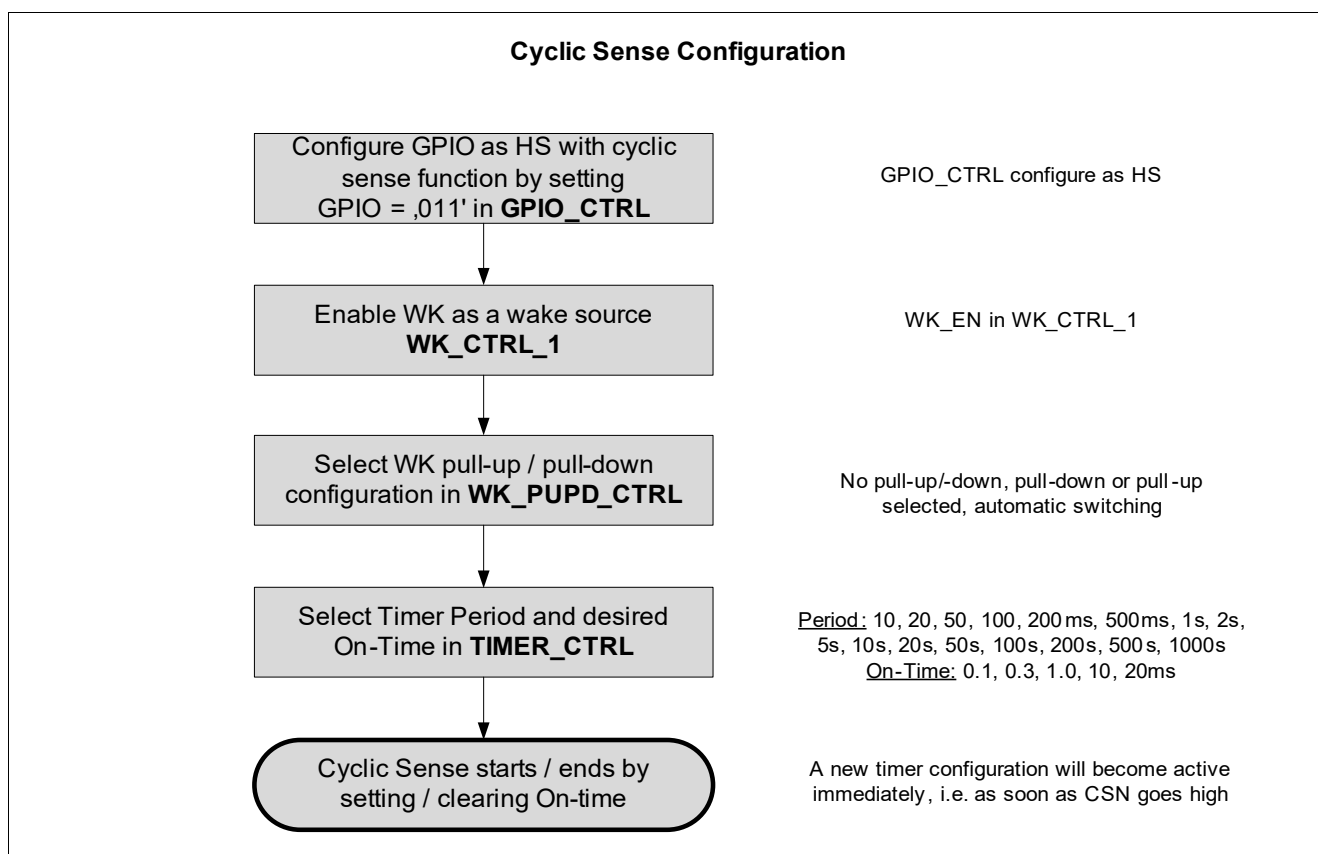 Cyclic Sense Configuration
Configure GPIO as HS with cyclic
sense function by setting
GPIO = ‚011' in GPIO_CTRL
GPIO_CTRL configure as HS
Enable WK as a wake source
WK_CTRL_1
WK_EN in WK_CTRL_1
Select WK pull-up / pull-down
configuration in WK_PUPD_CTRL
No pull-up/-down, pull-down or pull-up
selected, automatic switching
Select Timer Period and desired
On-Time in TIMER_CTRL
Period: 10, 20, 50, 100, 200ms, 500ms, 1s, 2s,
5s, 10s, 20s, 50s, 100s, 200s, 500s, 1000s
On-Time: 0.1, 0.3, 1.0, 10, 20ms
Cyclic Sense starts / ends by
setting / clearing On-time
A new timer configuration will become active
immediately, i.e. as soon as CSN goes high